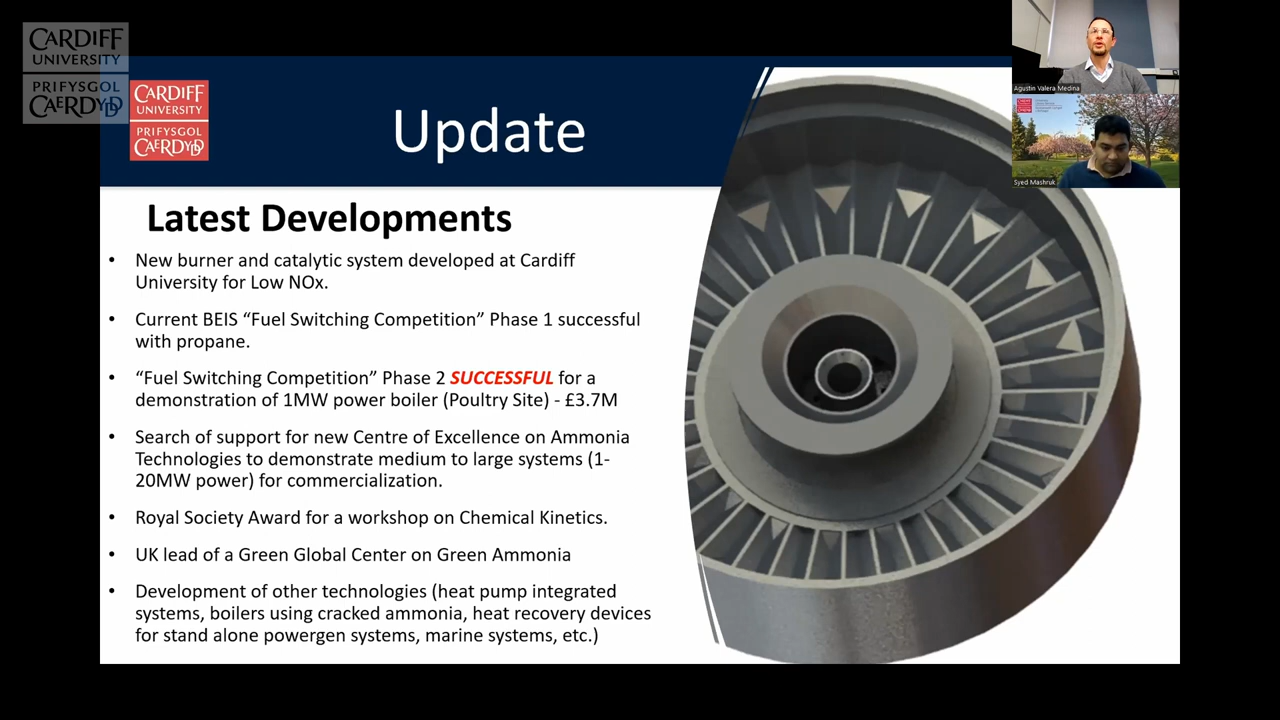 CARDIFF
UNIVERSITY
PRIFYSGOL
CAERDYDD
CARDIFF
UNIVERSITY
PRIFYSGOL
CAERDYDD
Update
Agustin Valera Medina
Syed Mashruk
Latest Developments
• New burner and catalytic system developed at Cardiff
University for Low NOx.
• Current BEIS “Fuel Switching Competition” Phase 1 successful
with propane.
• “Fuel Switching Competition” Phase 2 SUCCESSFUL for a
demonstration of 1MW power boiler (Poultry Site) - £3.7M
• Search of support for new Centre of Excellence on Ammonia
Technologies to demonstrate medium to large systems (1-
20MW power) for commercialization.
• Royal Society Award for a workshop on Chemical Kinetics.
• UK lead of a Green Global Center on Green Ammonia
• Development of other technologies (heat pump integrated
systems, boilers using cracked ammonia, heat recovery devices
for stand alone powergen systems, marine systems, etc.)